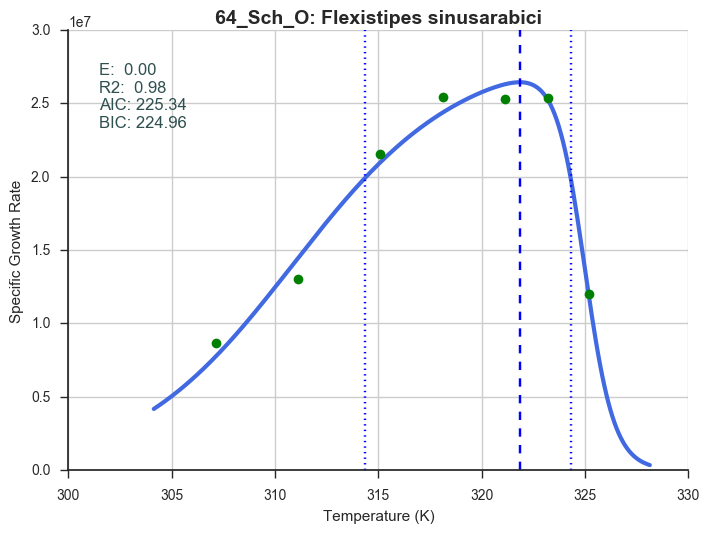 64_Sch_O: Flexistipes sinusarabici
1e7
3.0
2.5
2.0
1.5
1.0
0.5
0.0
E:  0.00
R2:  0.98
AIC: 225.34
BIC: 224.96
Specific Growth Rate
300 305 310 315 320 325 330
Temperature (K)